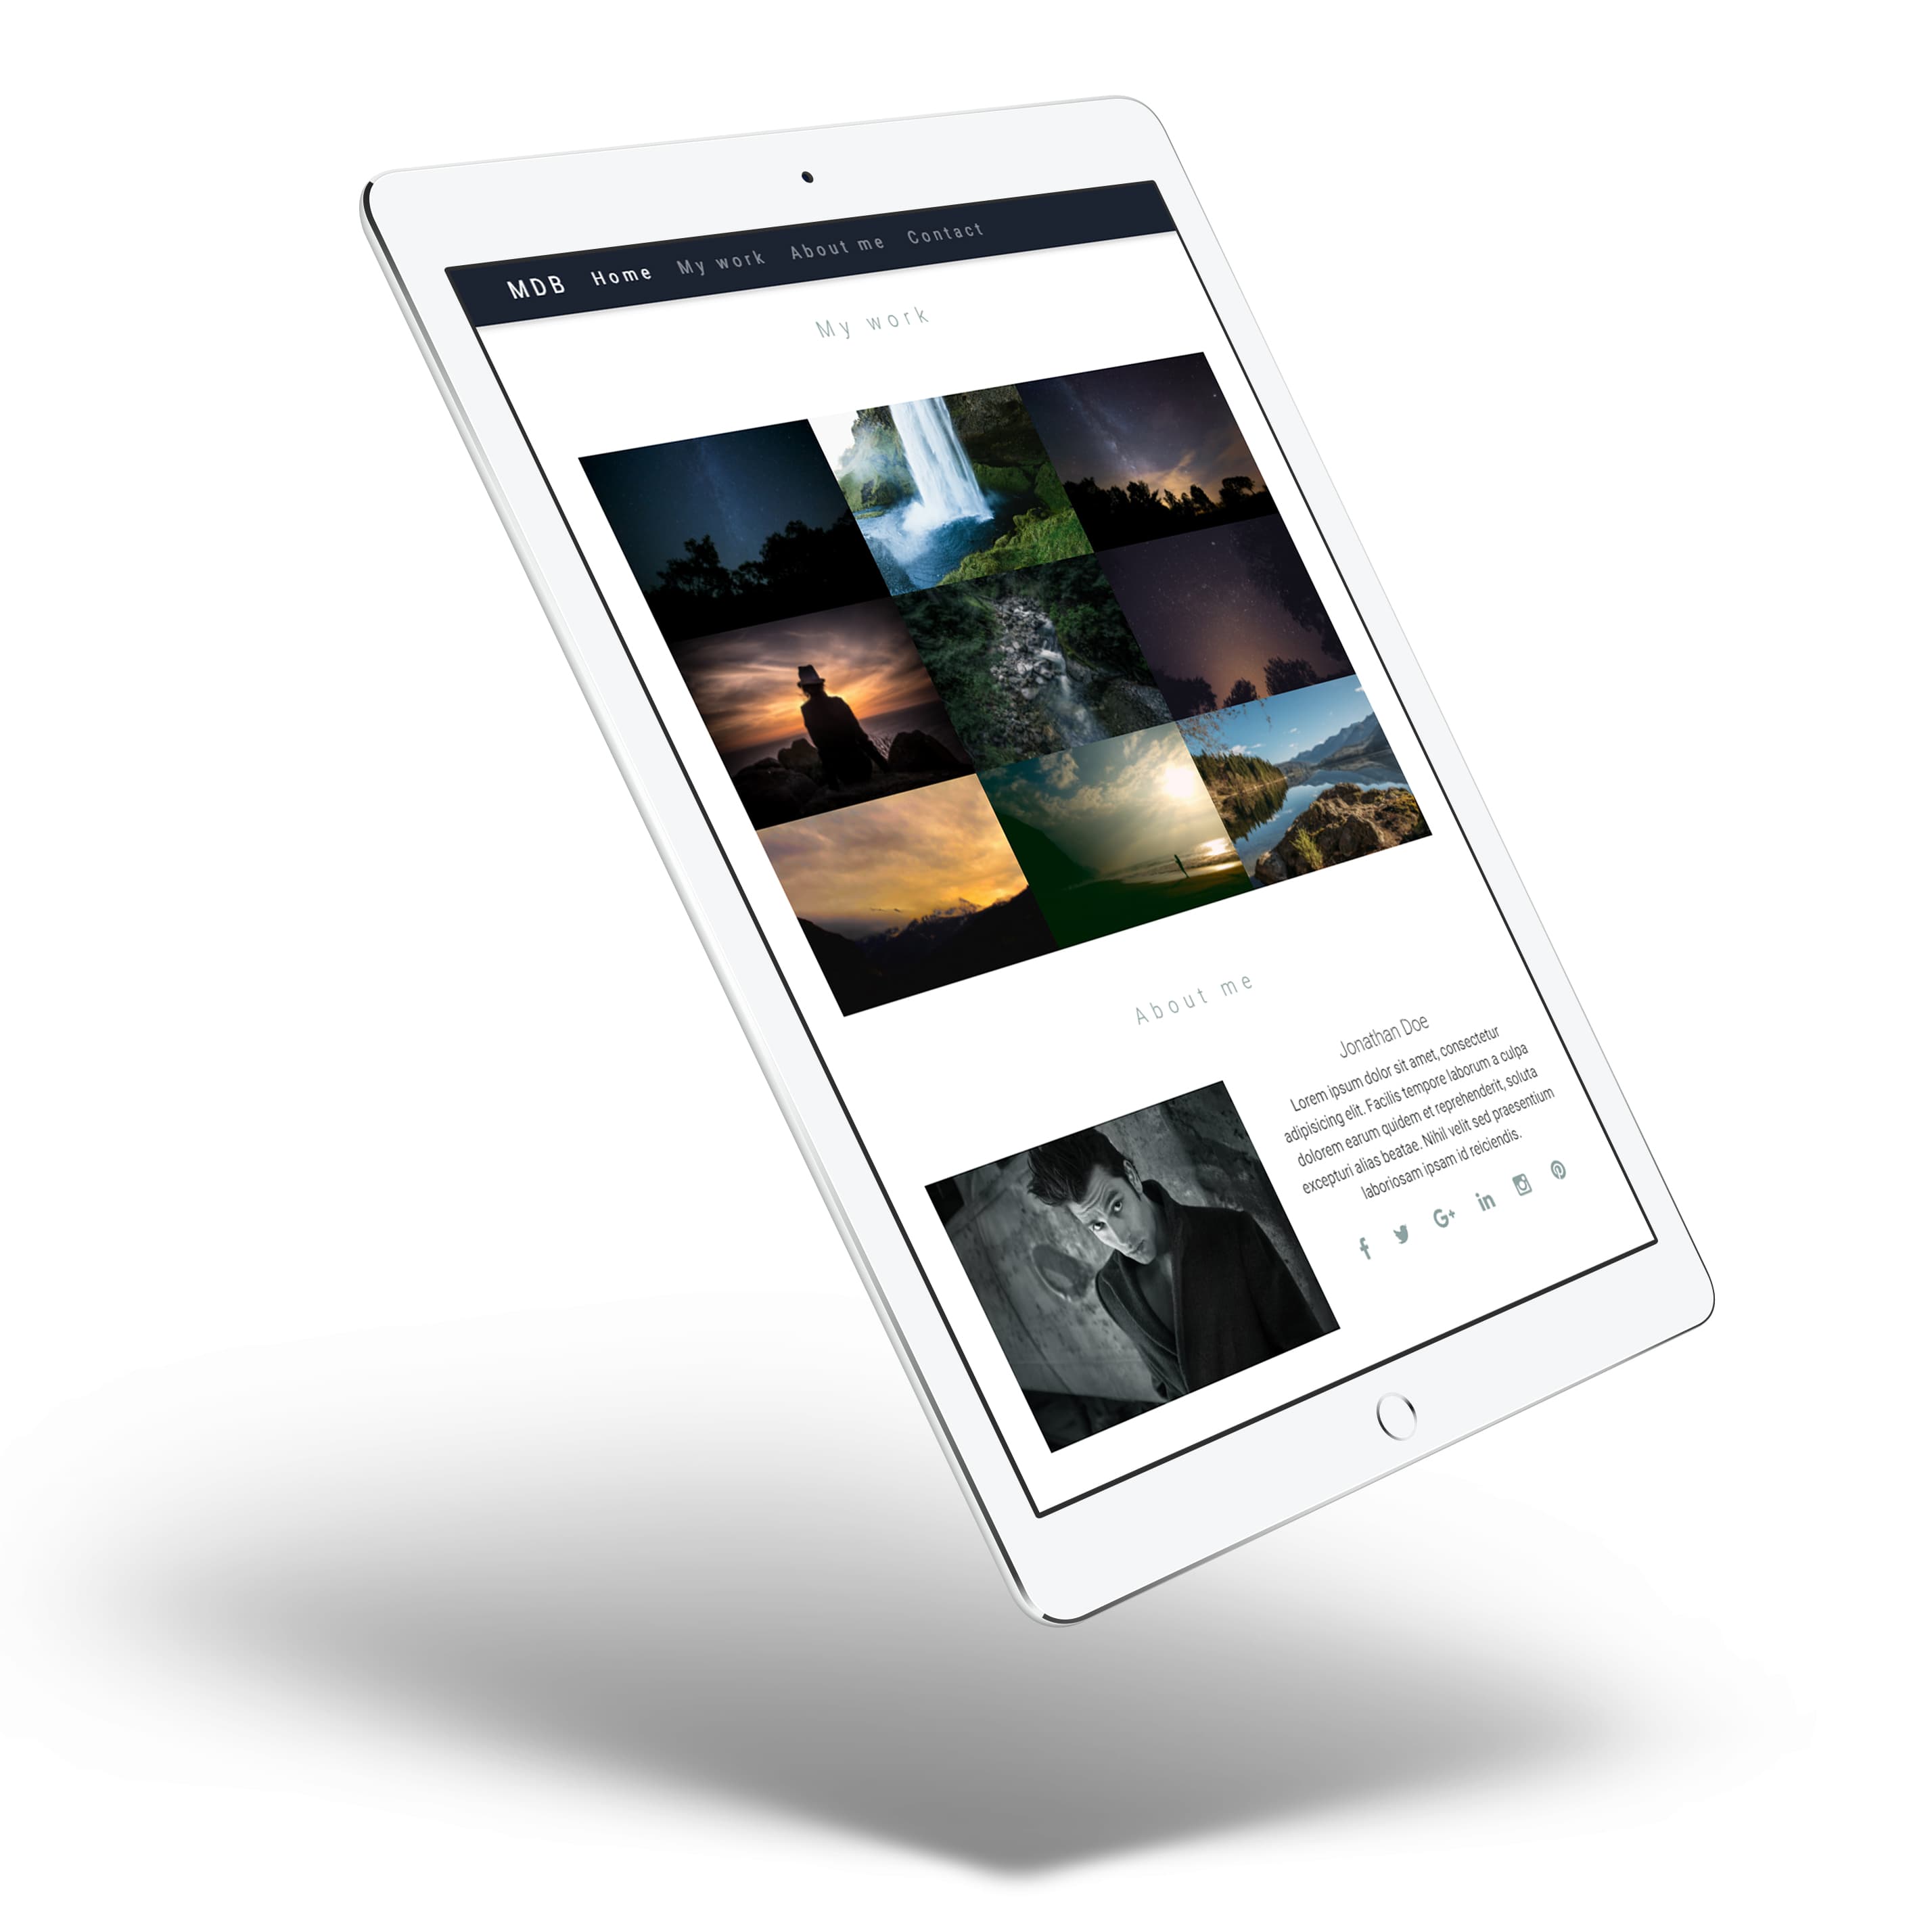 MDB Home My work About me Contact
My work
About me
Jonathan Doe
Lorem ipsum dolor sit amet, consectetur
adipisicing elit. Facilis tempore laborum a culpa
dolorem earum quidem et reprehenderit, soluta
excepturi alias beatae. Nihil velit sed praesentium
laboriosam ipsam id reiciendis.
f G+ in